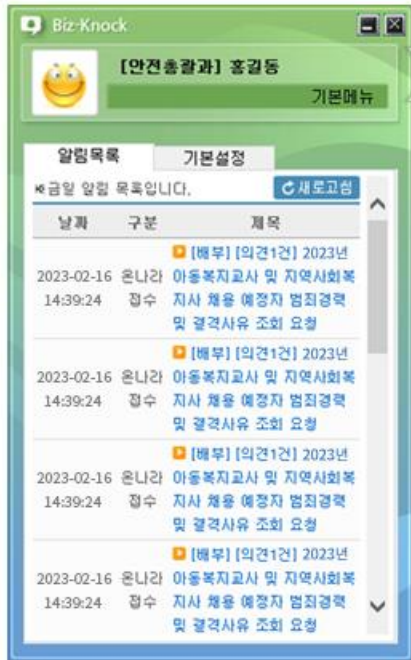 Biz-Knock
[안전총괄과] 홍길동
기본메뉴
알림목록 기본설정
금일 알림 목록입니다. 새로고침
날짜 구분 제목
[배부] [의견1건] 2023년
2023-02-16 온나라 아동복지교사 및 지역사회복
14:39:24 접수 지사 채용 예정자 범죄경력
및 결격사유 조회 요청
[배부] [의견1건] 2023년
2023-02-16 온나라 아동복지교사 및 지역사회복
14:39:24 접수 지사 채용 예정자 범죄경력
및 결격사유 조회 요청
[배부] [의견1건] 2023년
2023-02-16 온나라 아동복지교사 및 지역사회복
14:39:24 접수 지사 채용 예정자 범죄경력
및 결격사유 조회 요청
[배부] [의견1건] 2023년
2023-02-16 온나라 아동복지교사 및 지역사회복
14:39:24 접수 지사 채용 예정자 범죄경력
및 결격사유 조회 요청